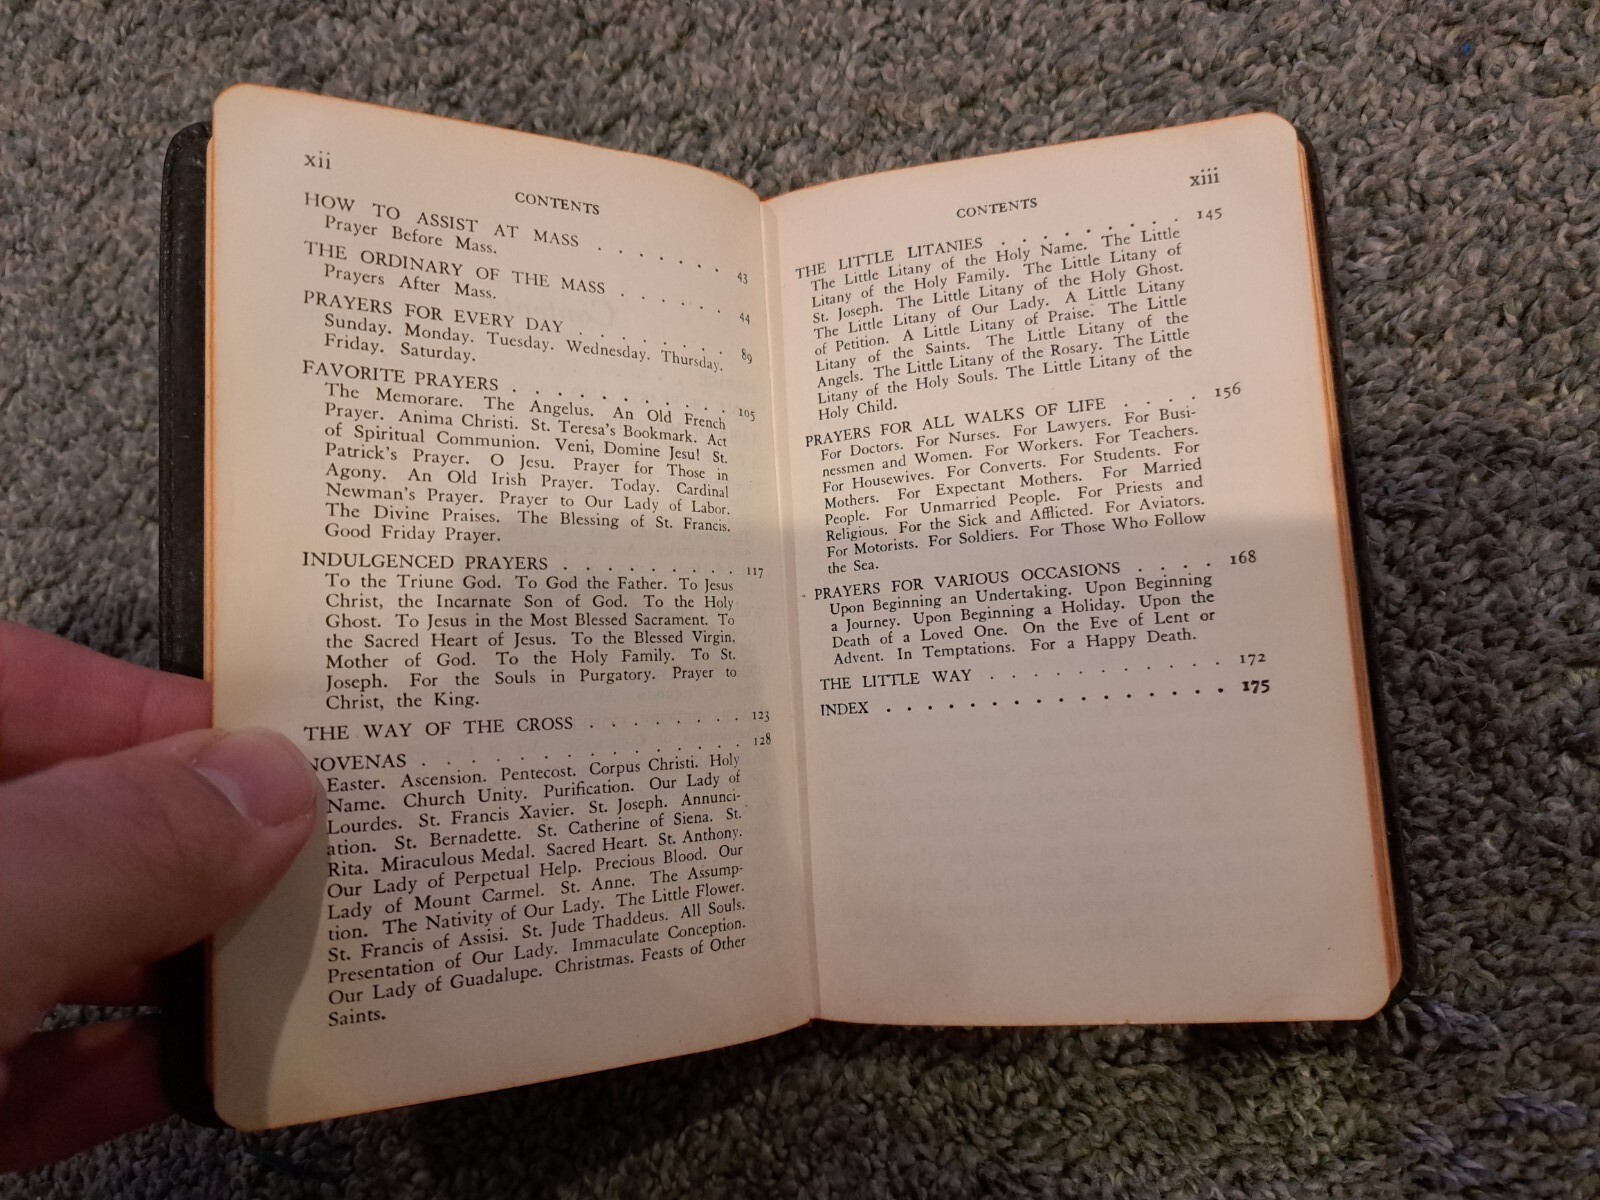 xii
CONTENTS
HOW TO ASSIST AT MASS . . . . . . . 43
Prayer Before Mass.
THE ORDINARY OF THE MASS . . . . . . 44
Prayers After Mass.
PRAYERS FOR EVERY DAY . . . . . . . 89
Sunday. Monday. Tuesday. Wednesday. Thursday.
Friday. Saturday.
FAVORITE PRAYERS . . . . . . . . . . 105
The Memorare. The Angelus. An Old French
Prayer. Anima Christi. St. Teresa's Bookmark. Act
of Spiritual Communion. Veni, Domine Jesu! St.
Patrick's Prayer. O Jesu. Prayer for Those in
Agony. An Old Irish Prayer. Today. Cardinal
Newman's Prayer. Prayer to Our Lady of Labor.
The Divine Praises. The Blessing of St. Francis.
Good Friday Prayer.
INDULGENCED PRAYERS . . . . . . . . . 117
To the Triune God. To God the Father. To Jesus
Christ, the Incarnate Son of God. To the Holy
Ghost. To Jesus in the Most Blessed Sacrament. To
the Sacred Heart of Jesus. To the Blessed Virgin,
Mother of God. To the Holy Family. To St.
Joseph. For the Souls in Purgatory. Prayer to
Christ, the King.
THE WAY OF THE CROSS . . . . . . . . 123
NOVENAS . . . . . . . . . . . . 128
Easter. Ascension. Pentecost. Corpus Christi. Holy
Name. Church Unity. Purification. Our Lady of
Lourdes. St. Francis Xavier. St. Joseph. Annunci-
ation. St. Bernadette. St. Catherine of Siena. St.
Rita. Miraculous Medal. Sacred Heart. St. Anthony.
Our Lady of Perpetual Help. Precious Blood. Our
Lady of Mount Carmel. St. Anne. The Assump-
tion. The Nativity of Our Lady. The Little Flower.
St. Francis of Assisi. St. Jude Thaddeus. All Souls.
Presentation of Our Lady. Immaculate Conception.
Our Lady of Guadalupe. Christmas. Feasts of Other
Saints.
xiii
CONTENTS
THE LITTLE LITANIES . . . . . . . . 145
The Little Litany of the Holy Name. The Little
Litany of the Holy Family. The Little Litany of
St. Joseph. The Little Litany of the Holy Ghost.
The Little Litany of Our Lady. A Little Litany
of Petition. A Little Litany of Praise. The Little
Litany of the Saints. The Little Litany of the
Angels. The Little Litany of the Rosary. The Little
Litany of the Holy Souls. The Little Litany of the
Holy Child.
PRAYERS FOR ALL WALKS OF LIFE . . . . 156
For Doctors. For Nurses. For Lawyers. For Busi-
nessmen and Women. For Workers. For Teachers.
For Housewives. For Converts. For Students. For
Mothers. For Expectant Mothers. For Married
People. For Unmarried People. For Priests and
Religious. For the Sick and Afflicted. For Aviators.
For Motorists. For Soldiers. For Those Who Follow
the Sea.
PRAYERS FOR VARIOUS OCCASIONS . . . . 168
Upon Beginning an Undertaking. Upon Beginning
a Journey. Upon Beginning a Holiday. Upon the
Death of a Loved One. On the Eve of Lent or
Advent. In Temptations. For a Happy Death.
THE LITTLE WAY . . . . . . . . . . 172
INDEX . . . . . . . . . . . . . . 175